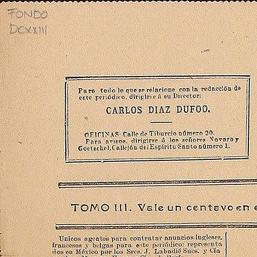 FONDO
DCXXIII
Para todo lo que se relacione con la redacción de
este periódico, dirigirse á su Director:
CARLOS DIAZ DUFOO.
OFICINAS: Calle de Tiburcio número 20.
Para avisos, dirigirse á los señores Navaro y
Goetschel, Callejón del Espíritu Santo número 1.
TOMO III. Vale un centavo en e
Unicos agentes para contratar anuncios ingleses,
franceses y belgas para este periódico: representa
dos en México por los Sres. J. Labadié Sucs. y Cía